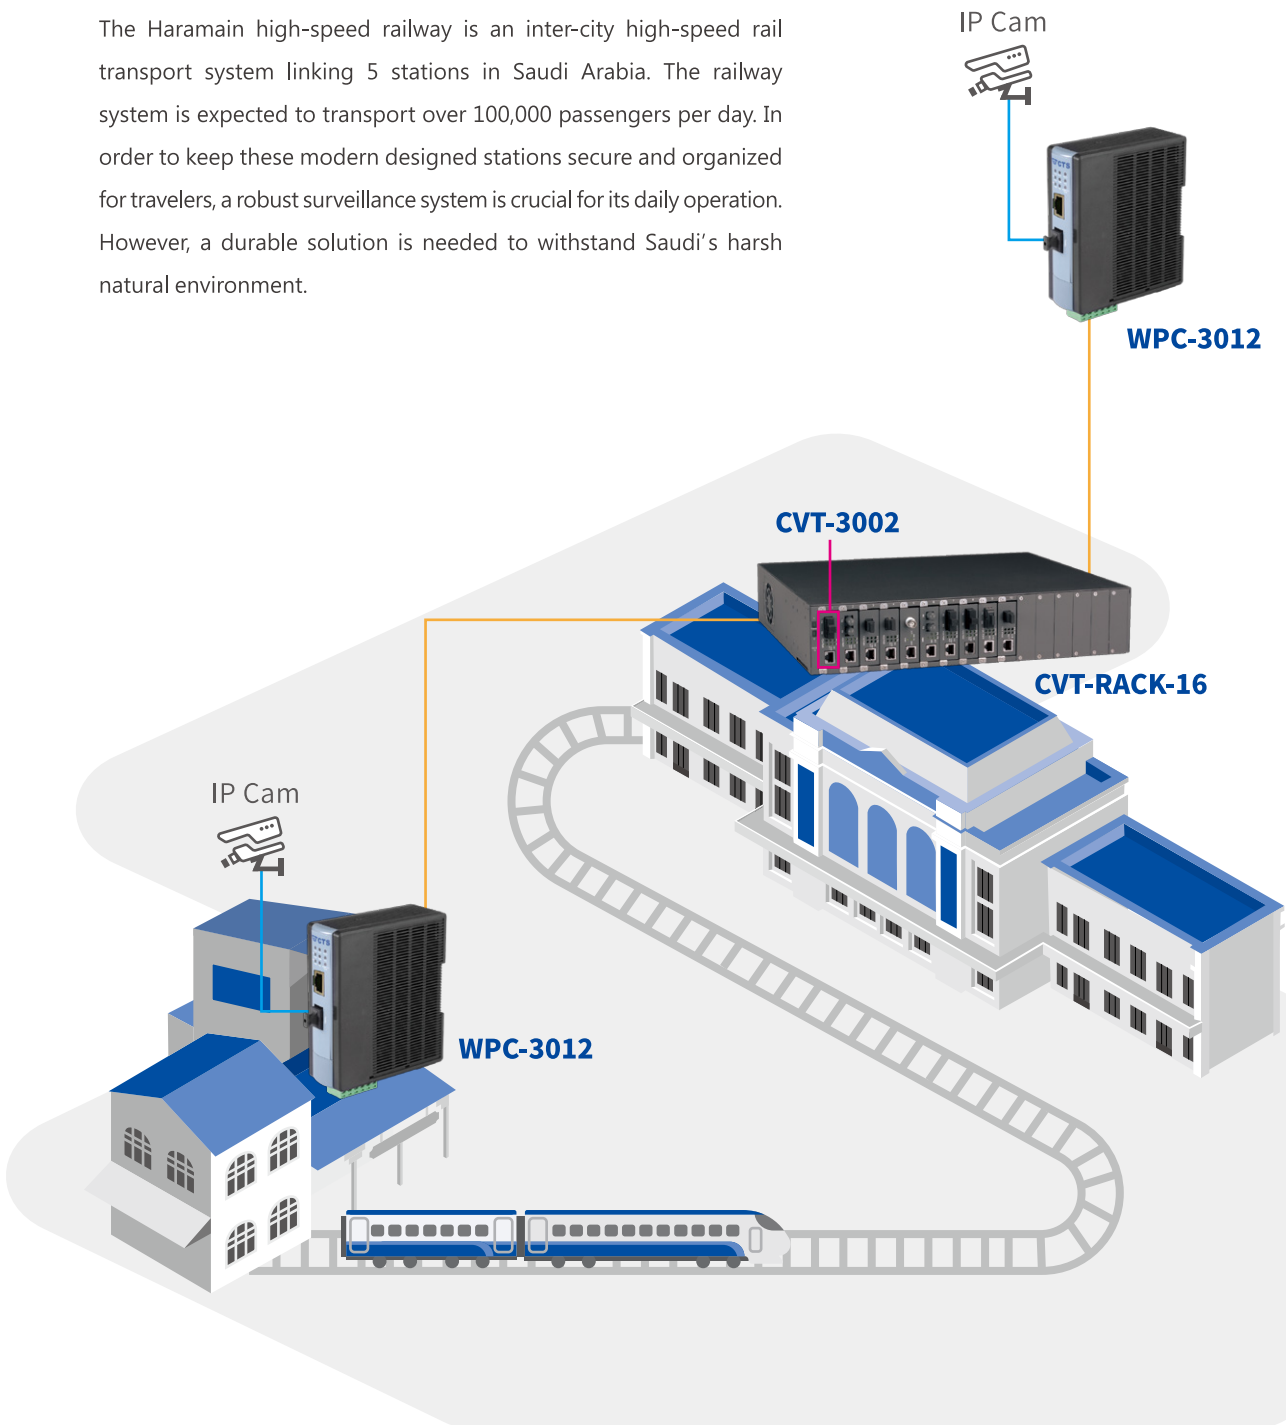 The Haramain high-speed railway is an inter-city high-speed rail
transport system linking 5 stations in Saudi Arabia. The railway
system is expected to transport over 100,000 passengers per day. In
order to keep these modern designed stations secure and organized
for travelers, a robust surveillance system is crucial for its daily operation.
However, a durable solution is needed to withstand Saudi's harsh
natural environment.
IP Cam
CTS
WPC-3012
CVT-3002
CVT-RACK-16
IP Cam
CTS
WPC-3012